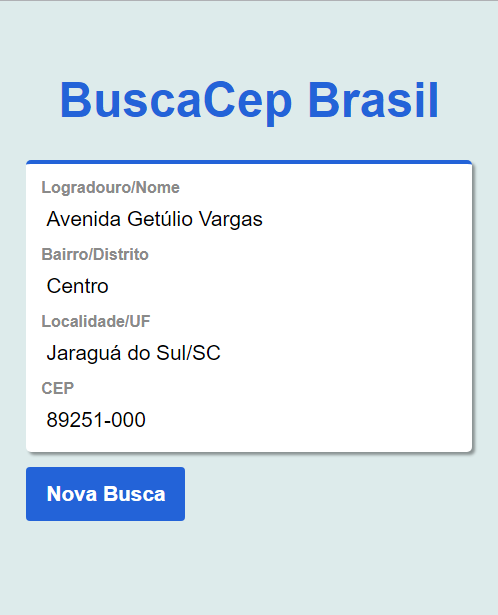 BuscaCep Brasil
Logradouro/Nome
Avenida Getúlio Vargas
Bairro/Distrito
Centro
Localidade/UF
Jaraguá do Sul/SC
CEP
89251-000
Nova Busca